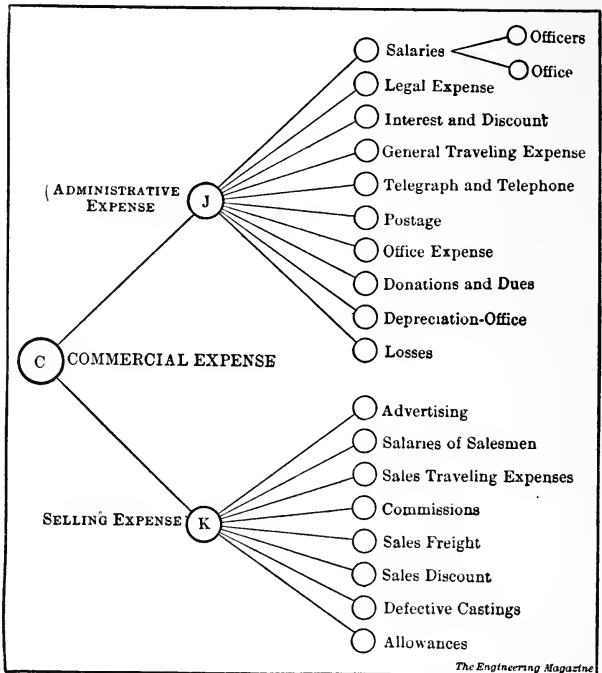 Salaries
Officers
Office
Legal Expense
Interest and Discount
General Traveling Expense
Telegraph and Telephone
Postage
Office Expense
Donations and Dues
Depreciation-Office
Losses
(ADMINISTRATIVE
EXPENSE
J
C COMMERCIAL EXPENSE
SELLING EXPENSE K
Advertising
Salaries of Salesmen
Sales Traveling Expenses
Commissions
Sales Freight
Sales Discount
Defective Castings
Allowances
The Engineering Magazine